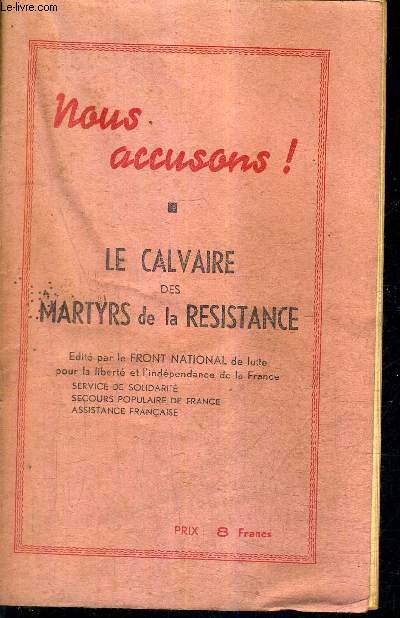 Le-livre.com
Nous
accusons !
LE CALVAIRE
DES
MARTYRS de la RESISTANCE
Edité par le FRONT NATIONAL de lutte
pour la liberté et l'indépendance de la France
SERVICE DE SOLIDARITÉ
SECOURS POPULAIRE DE FRANCE
ASSISTANCE FRANÇAISE
PRIX : 8 Francs